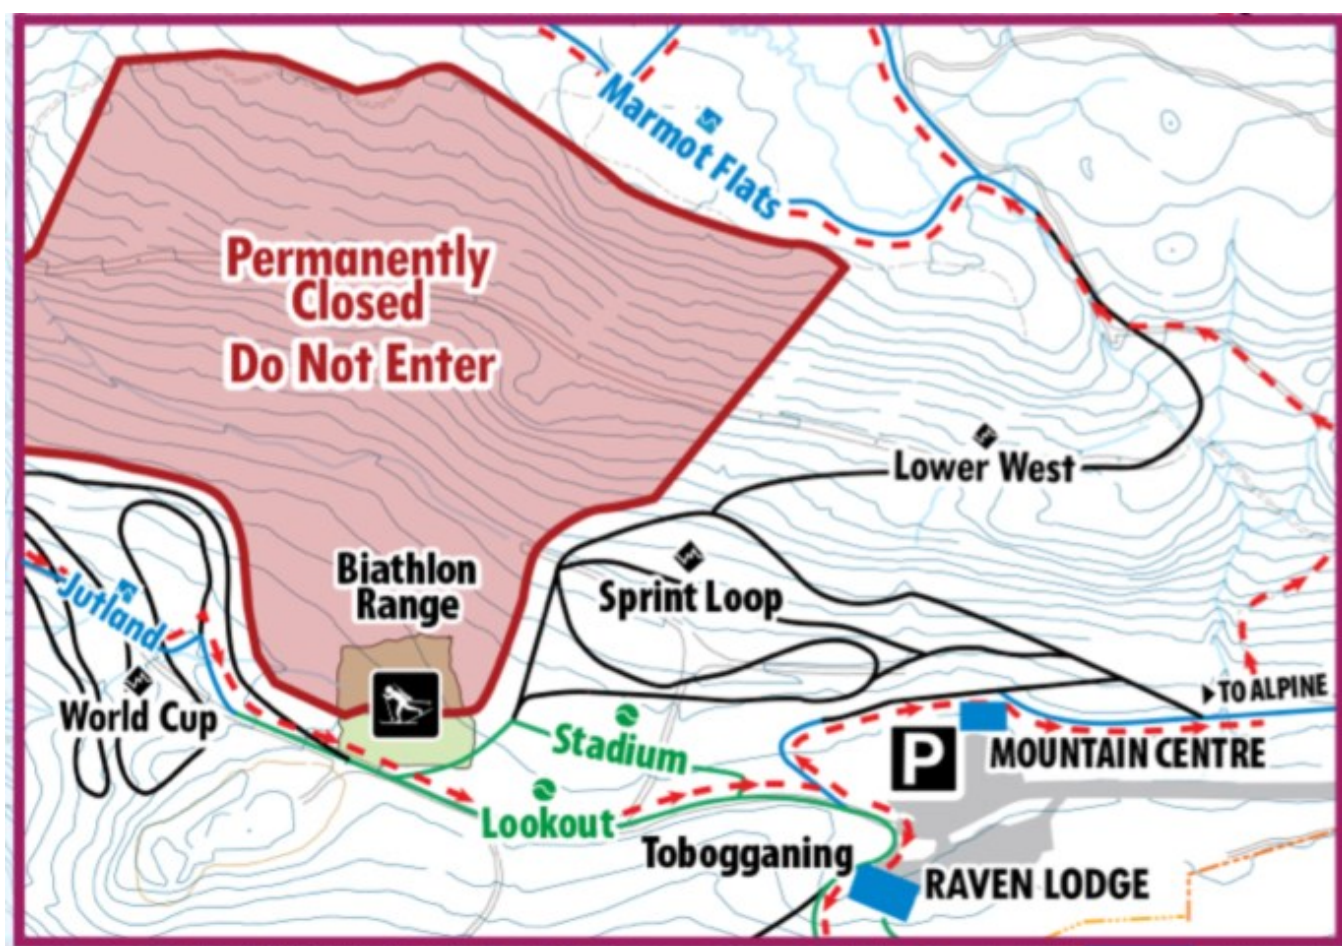 Marmot Flats
Permanently
Closed
Do Not Enter
Lower West
Biathlon
Range
Sprint Loop
Jutland
World Cup
TO ALPINE
Stadium
P
MOUNTAIN CENTRE
Lookout
Tobogganing
RAVEN LODGE